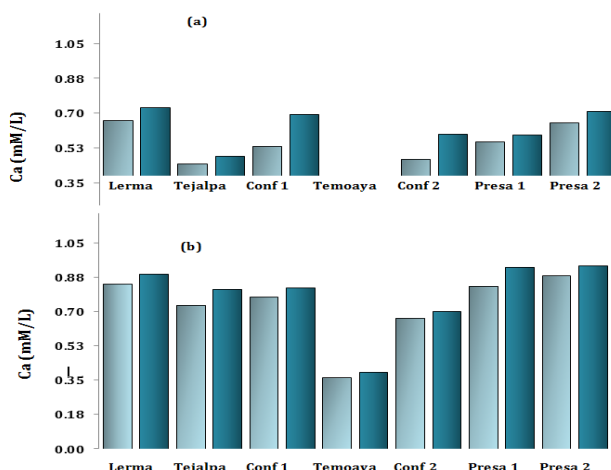 (a)
1.05
0.88
0.70
0.53
0.35
Ca (mM/L)
Lerma Tejalpa Conf 1 Temoaya Conf 2 Presa 1 Presa 2
(b)
1.05
0.88
0.70
0.53
0.35
0.18
0.00
Ca (mM/L)
Lerma Tejalpa Conf 1 Temoaya Conf 2 Presa 1 Presa 2